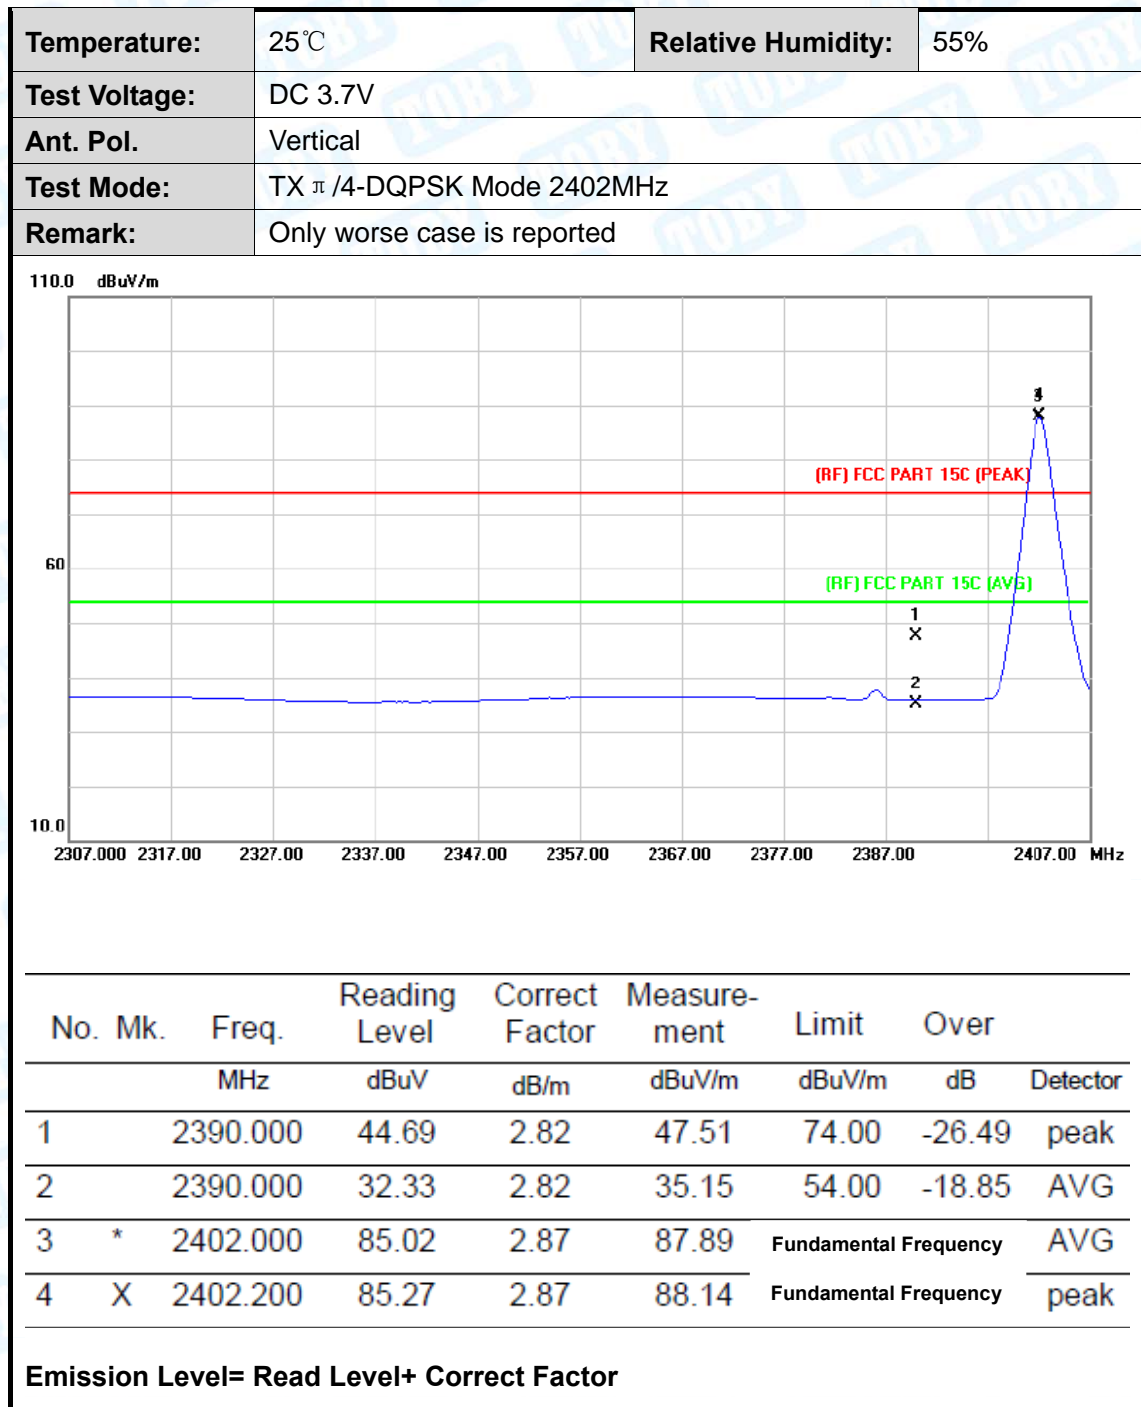 Temperature: 25℃ Relative Humidity: 55%
Test Voltage: DC 3.7V
Ant. Pol. Vertical
Test Mode: TX π/4-DQPSK Mode 2402MHz
Remark: Only worse case is reported
110.0 dBuV/m
3 4
(RF) FCC PART 15C (PEAK)
60
(RF) FCC PART 15C (AVG)
1
X
2
X
10.0
2307.000 2317.00 2327.00 2337.00 2347.00 2357.00 2367.00 2377.00 2387.00 2407.00 MHz
No. Mk. Freq. Reading Level Correct Factor Measure-ment Limit Over
MHz dBuV dB/m dBuV/m dBuV/m dB Detector
1 2390.000 44.69 2.82 47.51 74.00 -26.49 peak
2 2390.000 32.33 2.82 35.15 54.00 -18.85 AVG
3 * 2402.000 85.02 2.87 87.89 Fundamental Frequency AVG
4 X 2402.200 85.27 2.87 88.14 Fundamental Frequency peak
Emission Level= Read Level+ Correct Factor
TOBY